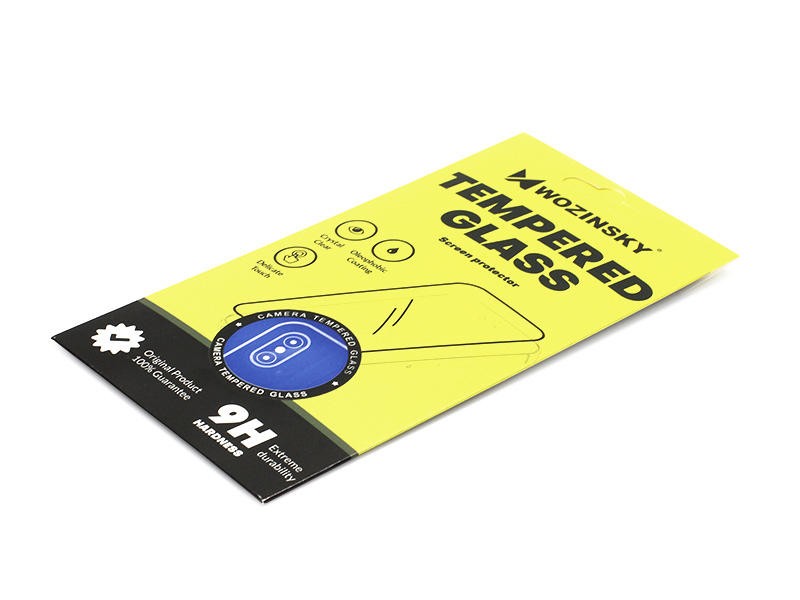 WOZINSKY®
TEMPERED
GLASS
Screen protector
Crystal
Clear
Oleophobic
Coating
Delicate
Touch
CAMERA TEMPERED GLASS
CAMERA TEMPERED GLASS
Original Product
100% Guarantee
9H
HARDNESS
Extreme
durability